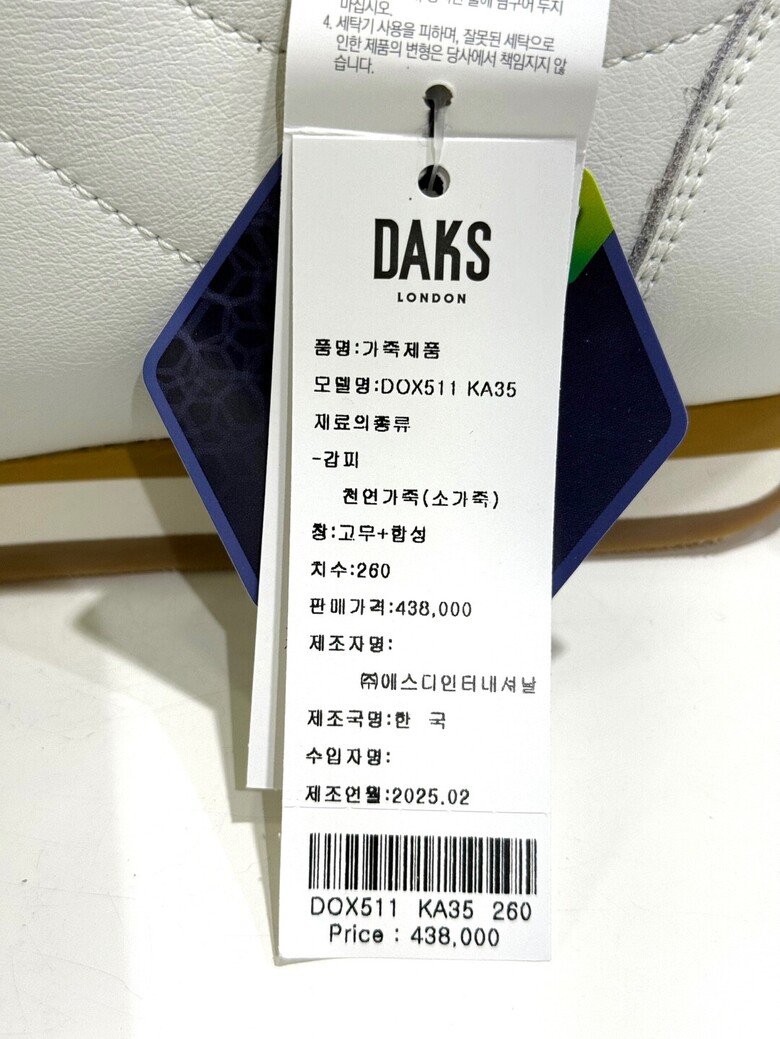 마십시오.
4. 세탁기 사용을 피하며, 잘못된 세탁으로
인한 제품의 변형은 당사에서 책임지지 않
습니다.
DAKS
LONDON
품명:가죽제품
모델명:DOX511 KA35
재료의종류
-갑피
천연가죽(소가죽)
창:고무+합성
치수:260
판매가격:438,000
제조자명:
㈜에스디인터내셔날
제조국명:한 국
수입자명:
제조연월:2025.02
DOX511 KA35 260
Price : 438,000